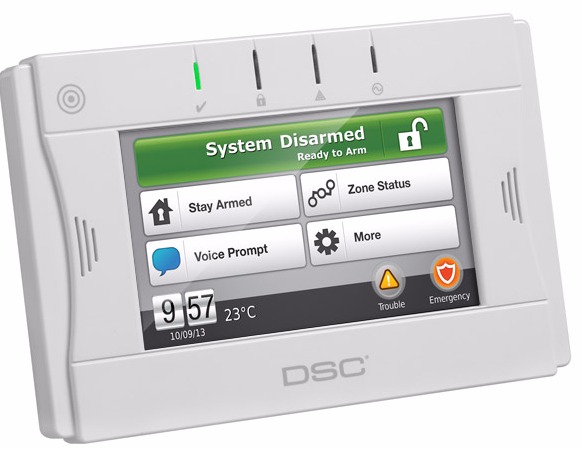 System Disarmed
Ready to Arm
Stay Armed
Zone Status
Voice Prompt
More
9 57
23°C
10/09/13
Trouble
Emergency
DSC